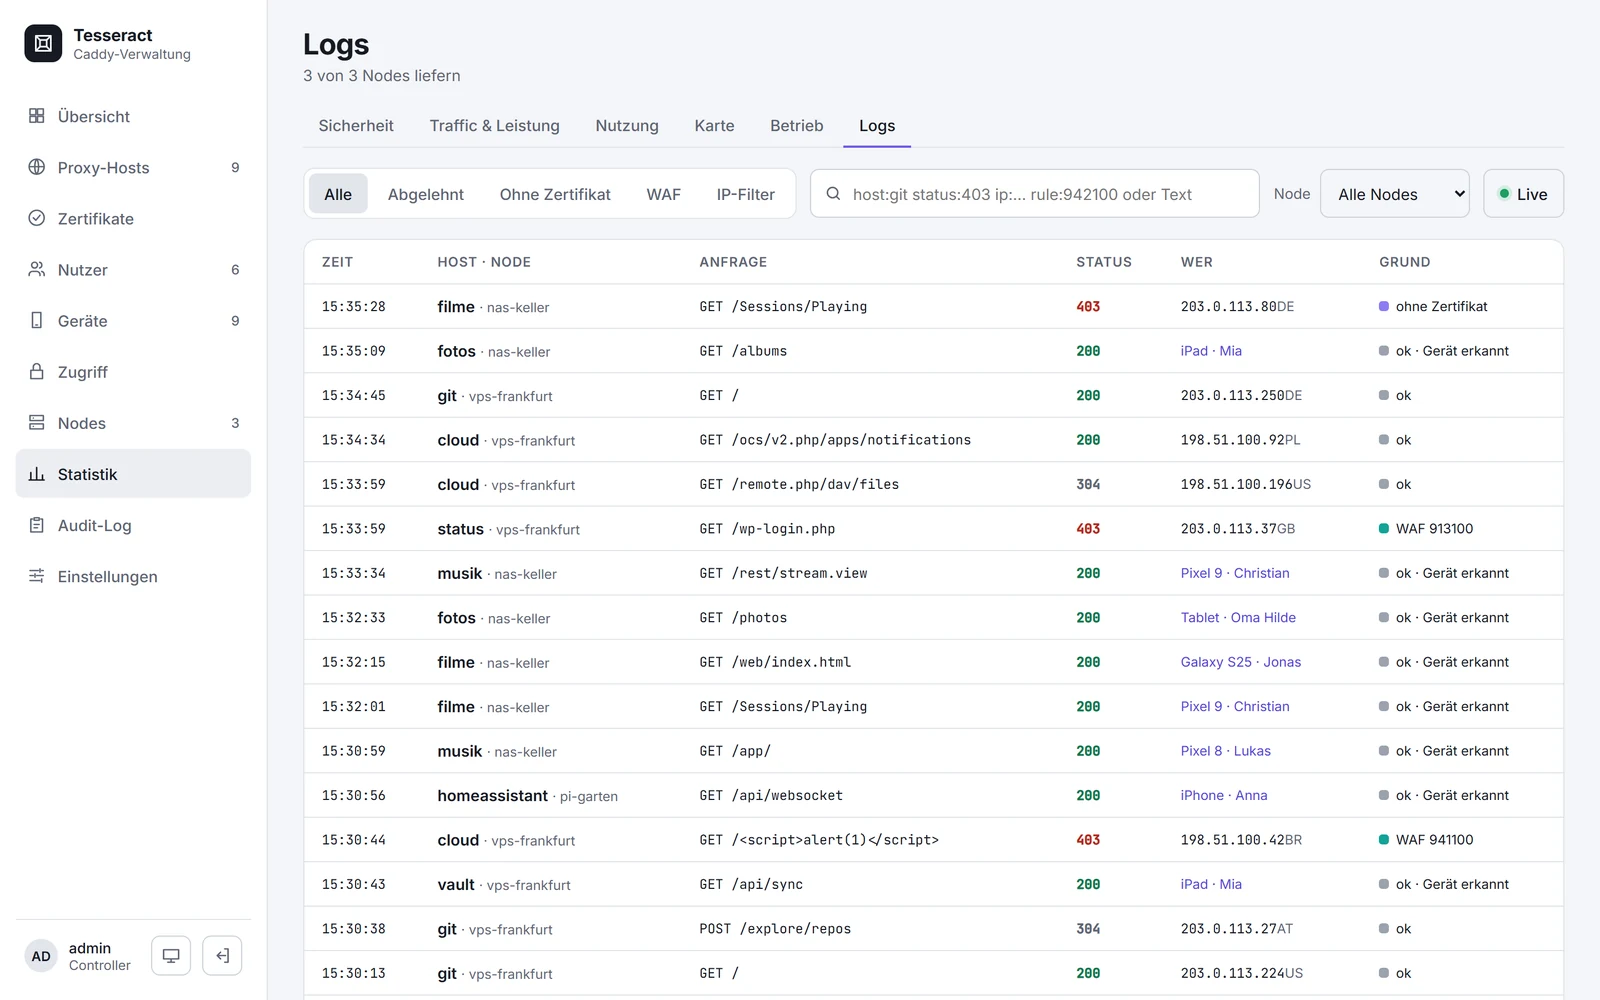 Tesseract
Caddy-Verwaltung
Übersicht
Proxy-Hosts 9
Zertifikate
Nutzer 6
Geräte 9
Zugriff
Nodes 3
Statistik
Audit-Log
Einstellungen
AD admin
Controller
Logs
3 von 3 Nodes liefern
Sicherheit Traffic & Leistung Nutzung Karte Betrieb Logs
Alle Abgelehnt Ohne Zertifikat WAF IP-Filter host:git status:403 ip:... rule:942100 oder Text Node Alle Nodes Live
ZEIT HOST · NODE ANFRAGE STATUS WER GRUND
15:35:28 filme · nas-keller GET /Sessions/Playing 403 203.0.113.80DE ohne Zertifikat
15:35:09 fotos · nas-keller GET /albums 200 iPad · Mia ok · Gerät erkannt
15:34:45 git · vps-frankfurt GET / 200 203.0.113.250DE ok
15:34:34 cloud · vps-frankfurt GET /ocs/v2.php/apps/notifications 200 198.51.100.92PL ok
15:33:59 cloud · vps-frankfurt GET /remote.php/dav/files 304 198.51.100.196US ok
15:33:59 status · vps-frankfurt GET /wp-login.php 403 203.0.113.37GB WAF 913100
15:33:34 musik · nas-keller GET /rest/stream.view 200 Pixel 9 · Christian ok · Gerät erkannt
15:32:33 fotos · nas-keller GET /photos 200 Tablet · Oma Hilde ok · Gerät erkannt
15:32:15 filme · nas-keller GET /web/index.html 200 Galaxy S25 · Jonas ok · Gerät erkannt
15:32:01 filme · nas-keller GET /Sessions/Playing 200 Pixel 9 · Christian ok · Gerät erkannt
15:30:59 musik · nas-keller GET /app/ 200 Pixel 8 · Lukas ok · Gerät erkannt
15:30:56 homeassistant · pi-garten GET /api/websocket 200 iPhone · Anna ok · Gerät erkannt
15:30:44 cloud · vps-frankfurt GET /<script>alert(1)</script> 403 198.51.100.42BR WAF 941100
15:30:43 vault · vps-frankfurt GET /api/sync 200 iPad · Mia ok · Gerät erkannt
15:30:38 git · vps-frankfurt POST /explore/repos 304 203.0.113.27AT ok
15:30:13 git · vps-frankfurt GET / 200 203.0.113.224US ok